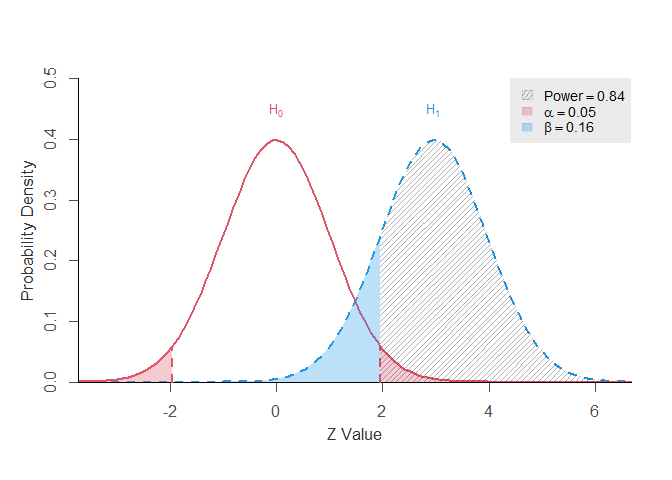 H₀
H₁
Power = 0.84
α = 0.05
β = 0.16
Probability Density
0.5
0.4
0.3
0.2
0.1
0.0
-2
0
2
4
6
Z Value